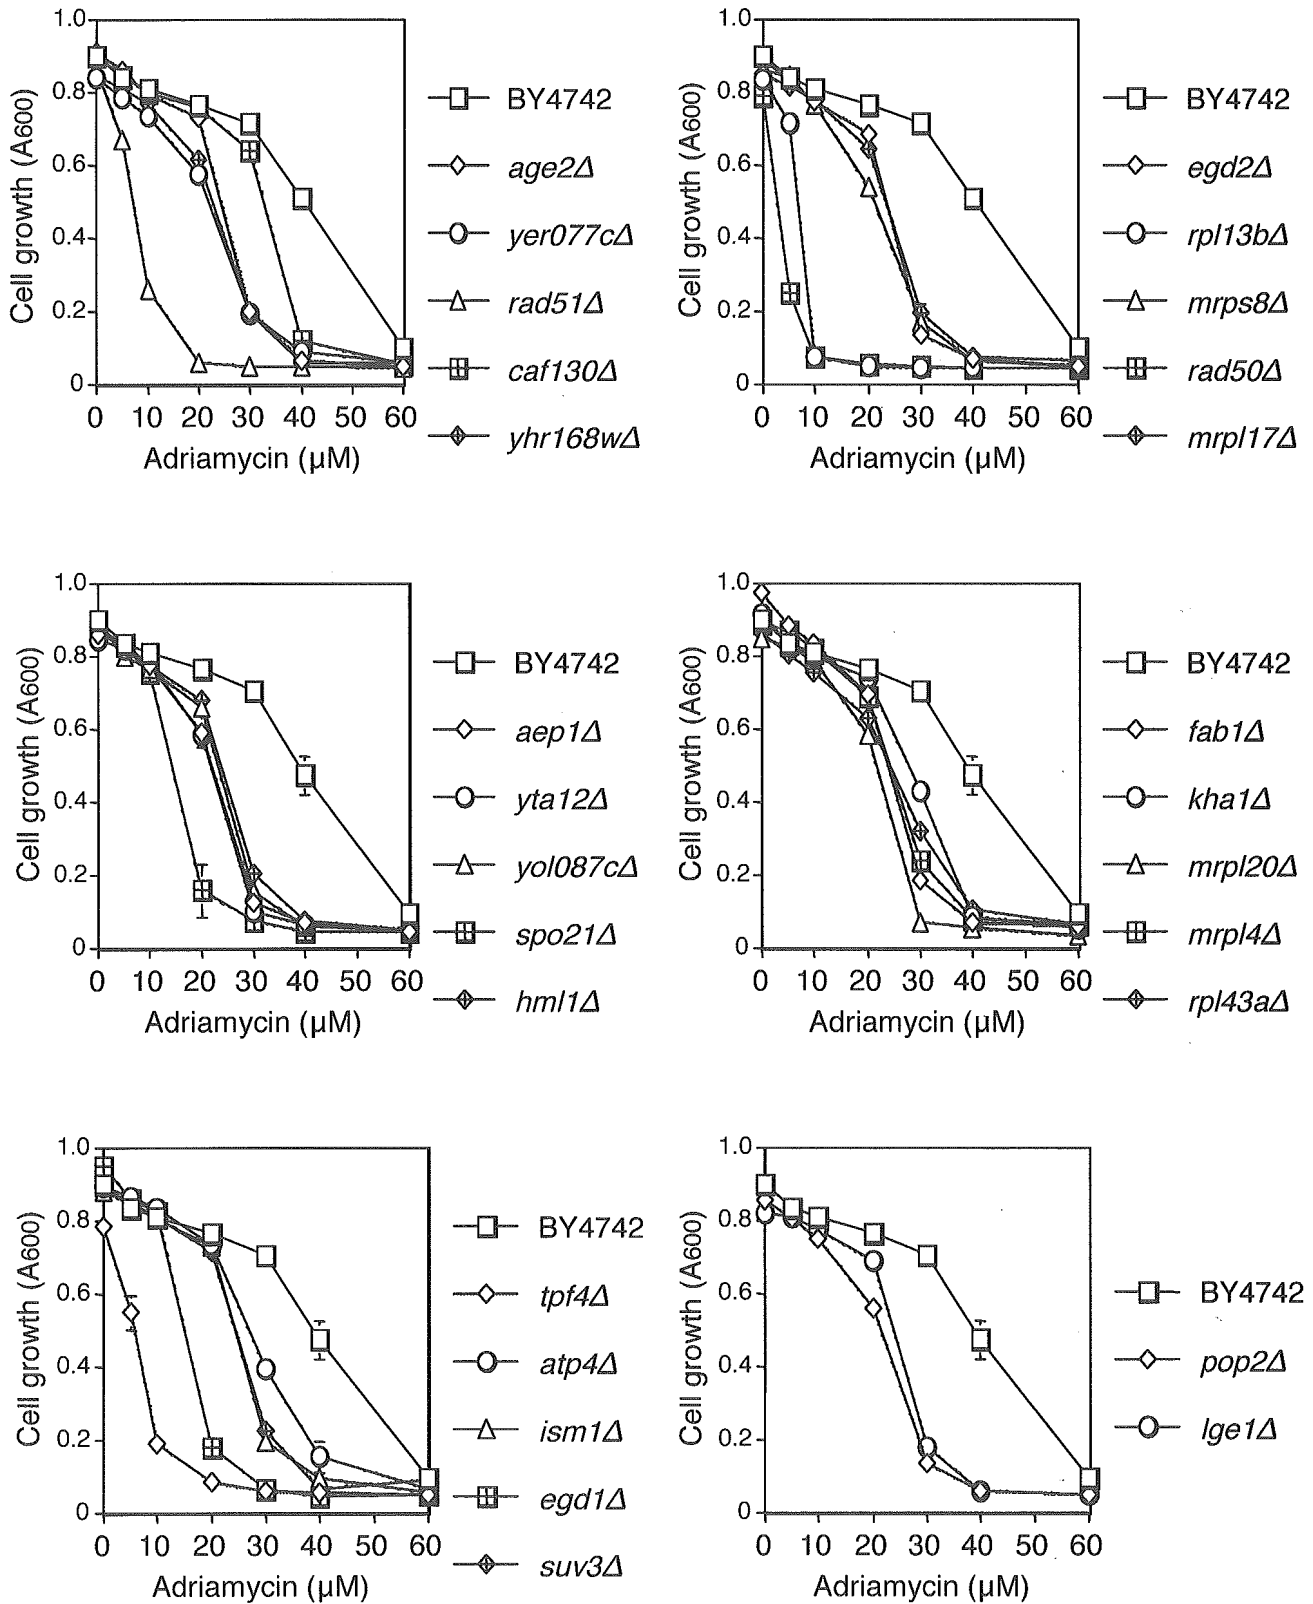 1.0
0.8
0.6
0.4
0.2
0
Cell growth (A600)
0 10 20 30 40 50 60
Adriamycin (µM)
BY4742
age2Δ
yer077cΔ
rad51Δ
caf130Δ
yhr168wΔ
1.0
0.8
0.6
0.4
0.2
0
Cell growth (A600)
0 10 20 30 40 50 60
Adriamycin (µM)
BY4742
egd2Δ
rpl13bΔ
mrps8Δ
rad50Δ
mrpl17Δ
1.0
0.8
0.6
0.4
0.2
0
Cell growth (A600)
0 10 20 30 40 50 60
Adriamycin (µM)
BY4742
aep1Δ
yta12Δ
yol087cΔ
spo21Δ
hml1Δ
1.0
0.8
0.6
0.4
0.2
0
Cell growth (A600)
0 10 20 30 40 50 60
Adriamycin (µM)
BY4742
fab1Δ
kha1Δ
mrpl20Δ
mrpl4Δ
rpl43aΔ
1.0
0.8
0.6
0.4
0.2
0
Cell growth (A600)
0 10 20 30 40 50 60
Adriamycin (µM)
BY4742
tpf4Δ
atp4Δ
ism1Δ
egd1Δ
suv3Δ
1.0
0.8
0.6
0.4
0.2
0
Cell growth (A600)
0 10 20 30 40 50 60
Adriamycin (µM)
BY4742
pop2Δ
lge1Δ